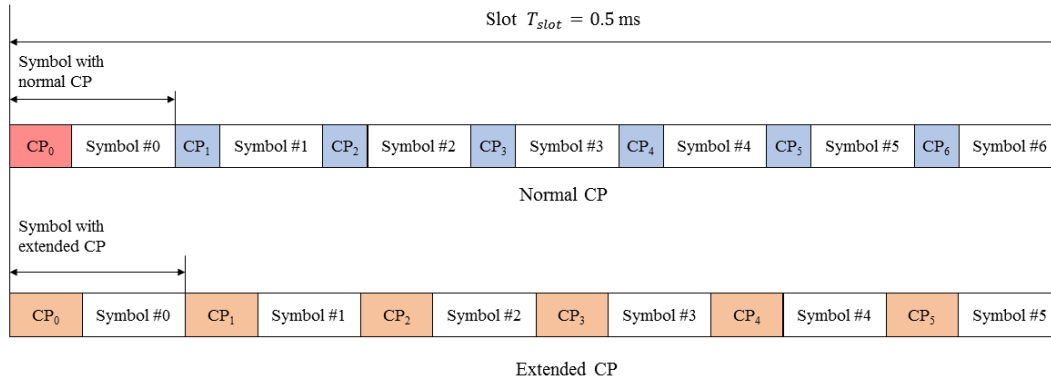 Slot T_slot = 0.5 ms
Symbol with
normal CP
CP₀ Symbol #0 CP₁ Symbol #1 CP₂ Symbol #2 CP₃ Symbol #3 CP₄ Symbol #4 CP₅ Symbol #5 CP₆ Symbol #6
Normal CP
Symbol with
extended CP
CP₀ Symbol #0 CP₁ Symbol #1 CP₂ Symbol #2 CP₃ Symbol #3 CP₄ Symbol #4 CP₅ Symbol #5
Extended CP